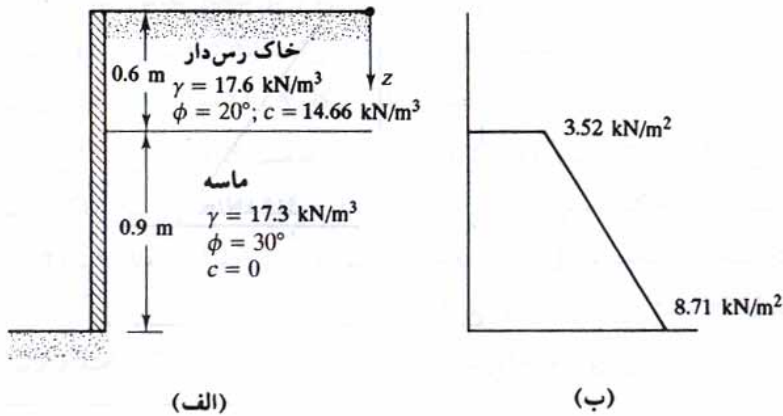 خاک رس‌دار
0.6 m
γ = 17.6 kN/m³
z
φ = 20°; c = 14.66 kN/m³
3.52 kN/m²
ماسه
γ = 17.3 kN/m³
0.9 m
φ = 30°
c = 0
8.71 kN/m²
(الف)
(ب)